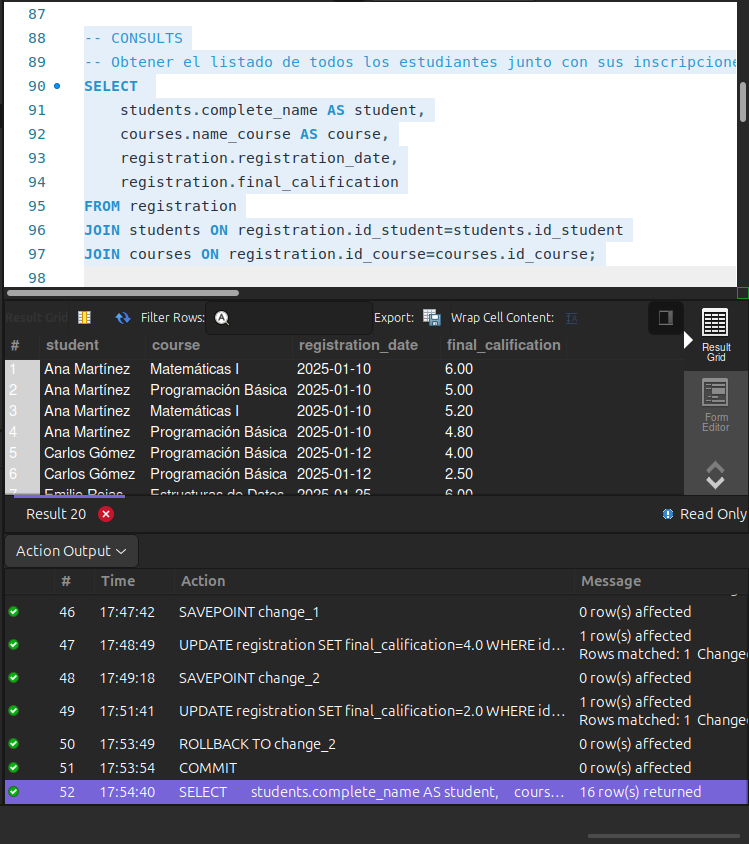 87
88 -- CONSULTS
89 -- Obtener el listado de todos los estudiantes junto con sus inscripcione
90 SELECT
91 students.complete_name AS student,
92 courses.name_course AS course,
93 registration.registration_date,
94 registration.final_calification
95 FROM registration
96 JOIN students ON registration.id_student=students.id_student
97 JOIN courses ON registration.id_course=courses.id_course;
98
Result Grid Filter Rows: Export: Wrap Cell Content:
# student course registration_date final_calification
1 Ana Martínez Matemáticas I 2025-01-10 6.00
2 Ana Martínez Programación Básica 2025-01-10 5.00
3 Ana Martínez Matemáticas I 2025-01-10 5.20
4 Ana Martínez Programación Básica 2025-01-10 4.80
5 Carlos Gómez Programación Básica 2025-01-12 4.00
6 Carlos Gómez Programación Básica 2025-01-12 2.50
7 Emilio Rojas Estructuras de Datos 2025-01-25 6.00
Result
Grid
Form
Editor
Result 20 Read Only
Action Output
# Time Action Message
46 17:47:42 SAVEPOINT change_1 0 row(s) affected
47 17:48:49 UPDATE registration SET final_calification=4.0 WHERE id... 1 row(s) affected
Rows matched: 1 Changed
48 17:49:18 SAVEPOINT change_2 0 row(s) affected
49 17:51:41 UPDATE registration SET final_calification=2.0 WHERE id... 1 row(s) affected
Rows matched: 1 Changed
50 17:53:49 ROLLBACK TO change_2 0 row(s) affected
51 17:53:54 COMMIT 0 row(s) affected
52 17:54:40 SELECT students.complete_name AS student, cours... 16 row(s) returned